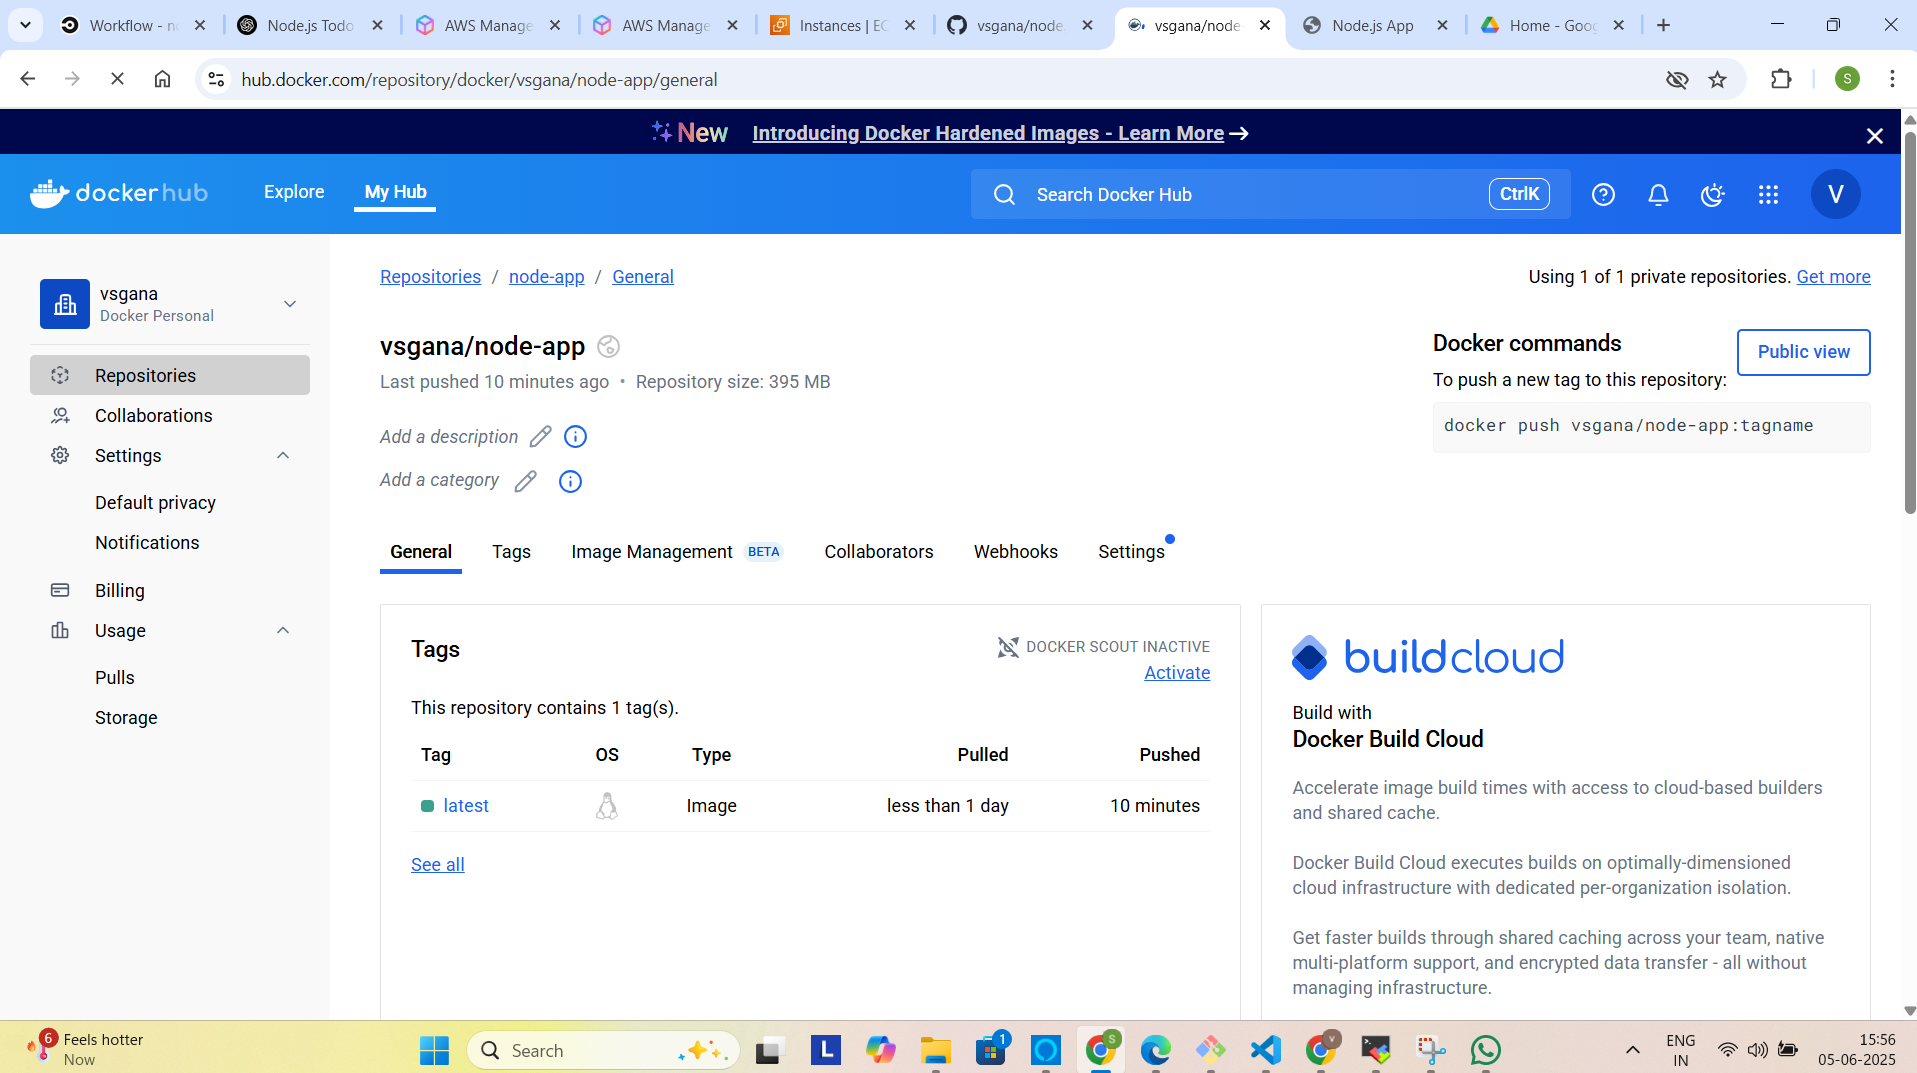 Workflow - n
Node.js Todo
AWS Manage
AWS Manage
Instances | EC
vsgana/node.
vsgana/node-
Node.js App
Home - Goog
hub.docker.com/repository/docker/vsgana/node-app/general
S
New Introducing Docker Hardened Images - Learn More →
dockerhub
Explore
My Hub
Search Docker Hub
CtrlK
V
vsgana
Docker Personal
Repositories
Collaborations
Settings
Default privacy
Notifications
Billing
Usage
Pulls
Storage
Repositories / node-app / General
Using 1 of 1 private repositories. Get more
vsgana/node-app
Last pushed 10 minutes ago • Repository size: 395 MB
Add a description
Add a category
Docker commands
Public view
To push a new tag to this repository:
docker push vsgana/node-app:tagname
General
Tags
Image Management BETA
Collaborators
Webhooks
Settings
Tags
DOCKER SCOUT INACTIVE
Activate
This repository contains 1 tag(s).
Tag OS Type Pulled Pushed
latest Image less than 1 day 10 minutes
See all
buildcloud
Build with
Docker Build Cloud
Accelerate image build times with access to cloud-based builders
and shared cache.
Docker Build Cloud executes builds on optimally-dimensioned
cloud infrastructure with dedicated per-organization isolation.
Get faster builds through shared caching across your team, native
multi-platform support, and encrypted data transfer - all without
managing infrastructure.
6
Feels hotter
Now
Search
L
1
S
V
ENG
IN
15:56
05-06-2025